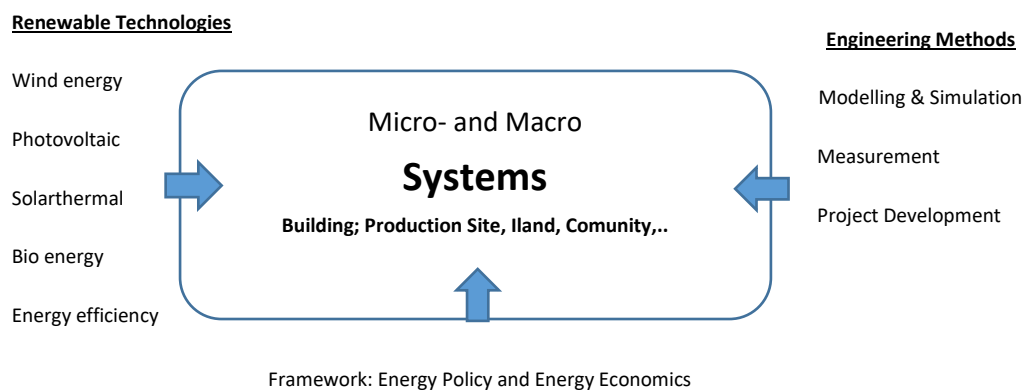 Renewable Technologies
Wind energy
Photovoltaic
Solarthermal
Bio energy
Energy efficiency
Micro- and Macro
Systems
Building; Production Site, Iland, Comunity,..
Engineering Methods
Modelling & Simulation
Measurement
Project Development
Framework: Energy Policy and Energy Economics